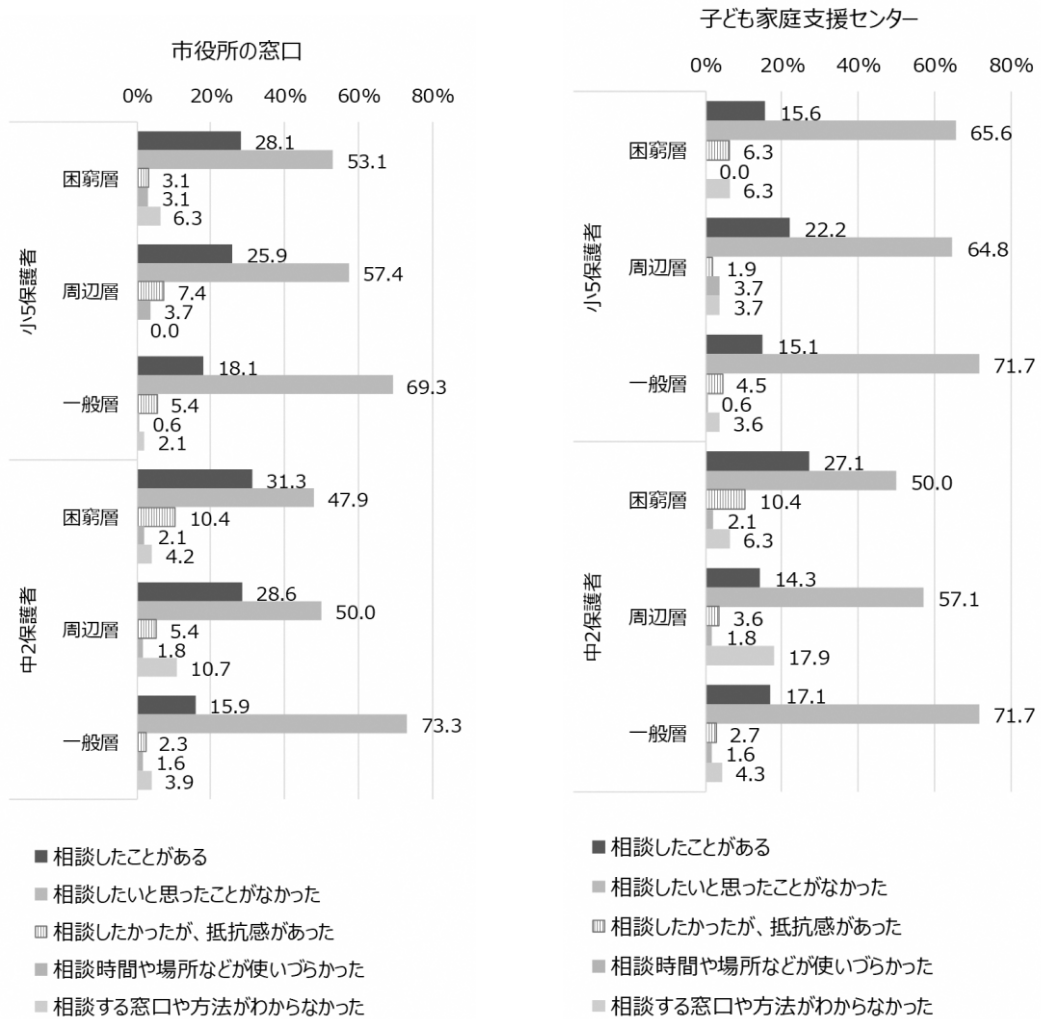 市役所の窓口
0% 20% 40% 60% 80%
小5保護者
困窮層
28.1
53.1
3.1
3.1
6.3
周辺層
25.9
57.4
7.4
3.7
0.0
一般層
18.1
69.3
5.4
0.6
2.1
中2保護者
困窮層
31.3
47.9
10.4
2.1
4.2
周辺層
28.6
50.0
5.4
1.8
10.7
一般層
15.9
73.3
2.3
1.6
3.9
■相談したことがある
■相談したいと思ったことがなかった
相談したかったが、抵抗感があった
■相談時間や場所などが使いづらかった
■相談する窓口や方法がわからなかった
子ども家庭支援センター
0% 20% 40% 60% 80%
小5保護者
困窮層
15.6
65.6
6.3
0.0
6.3
周辺層
22.2
64.8
1.9
3.7
3.7
一般層
15.1
71.7
4.5
0.6
3.6
中2保護者
困窮層
27.1
50.0
10.4
2.1
6.3
周辺層
14.3
57.1
3.6
1.8
17.9
一般層
17.1
71.7
2.7
1.6
4.3
■相談したことがある
■相談したいと思ったことがなかった
相談したかったが、抵抗感があった
■相談時間や場所などが使いづらかった
■相談する窓口や方法がわからなかった